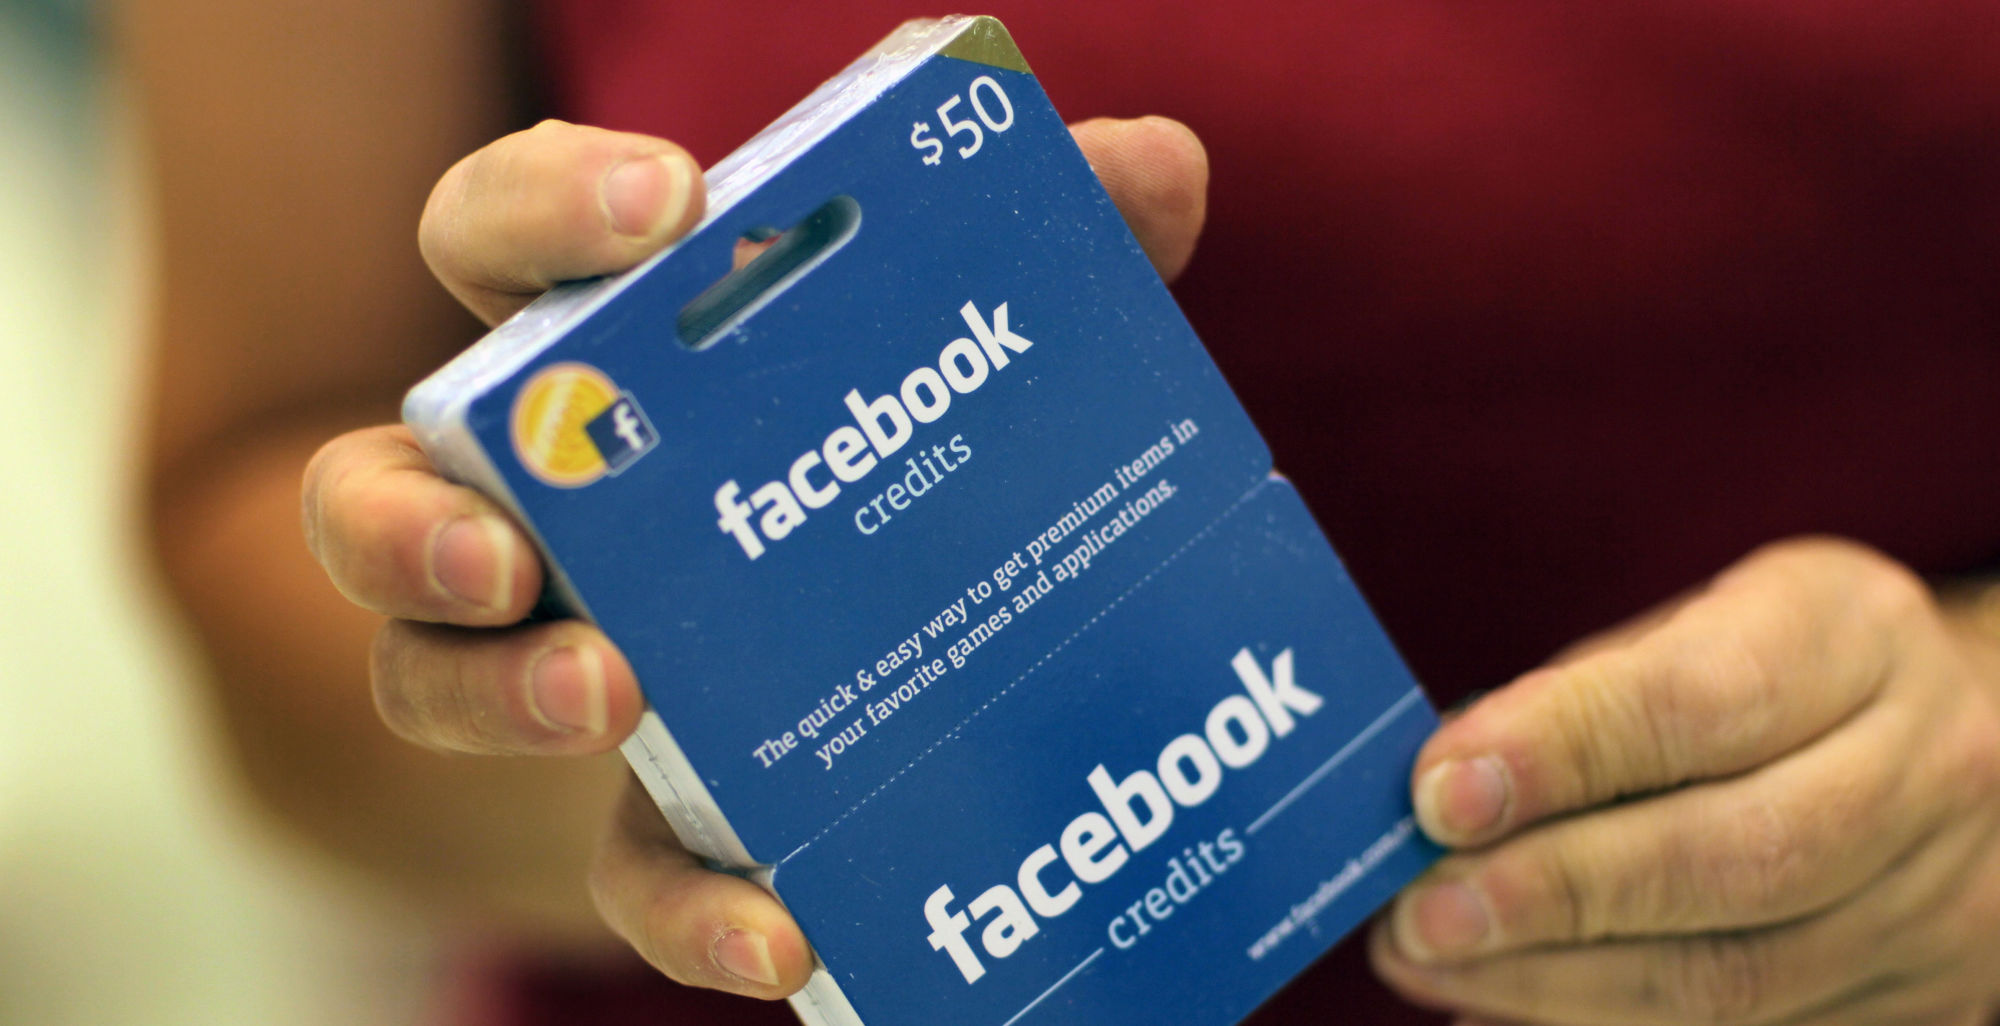 $50
f
facebook
credits
The quick & easy way to get premium items in
your favorite games and applications.
facebook
credits